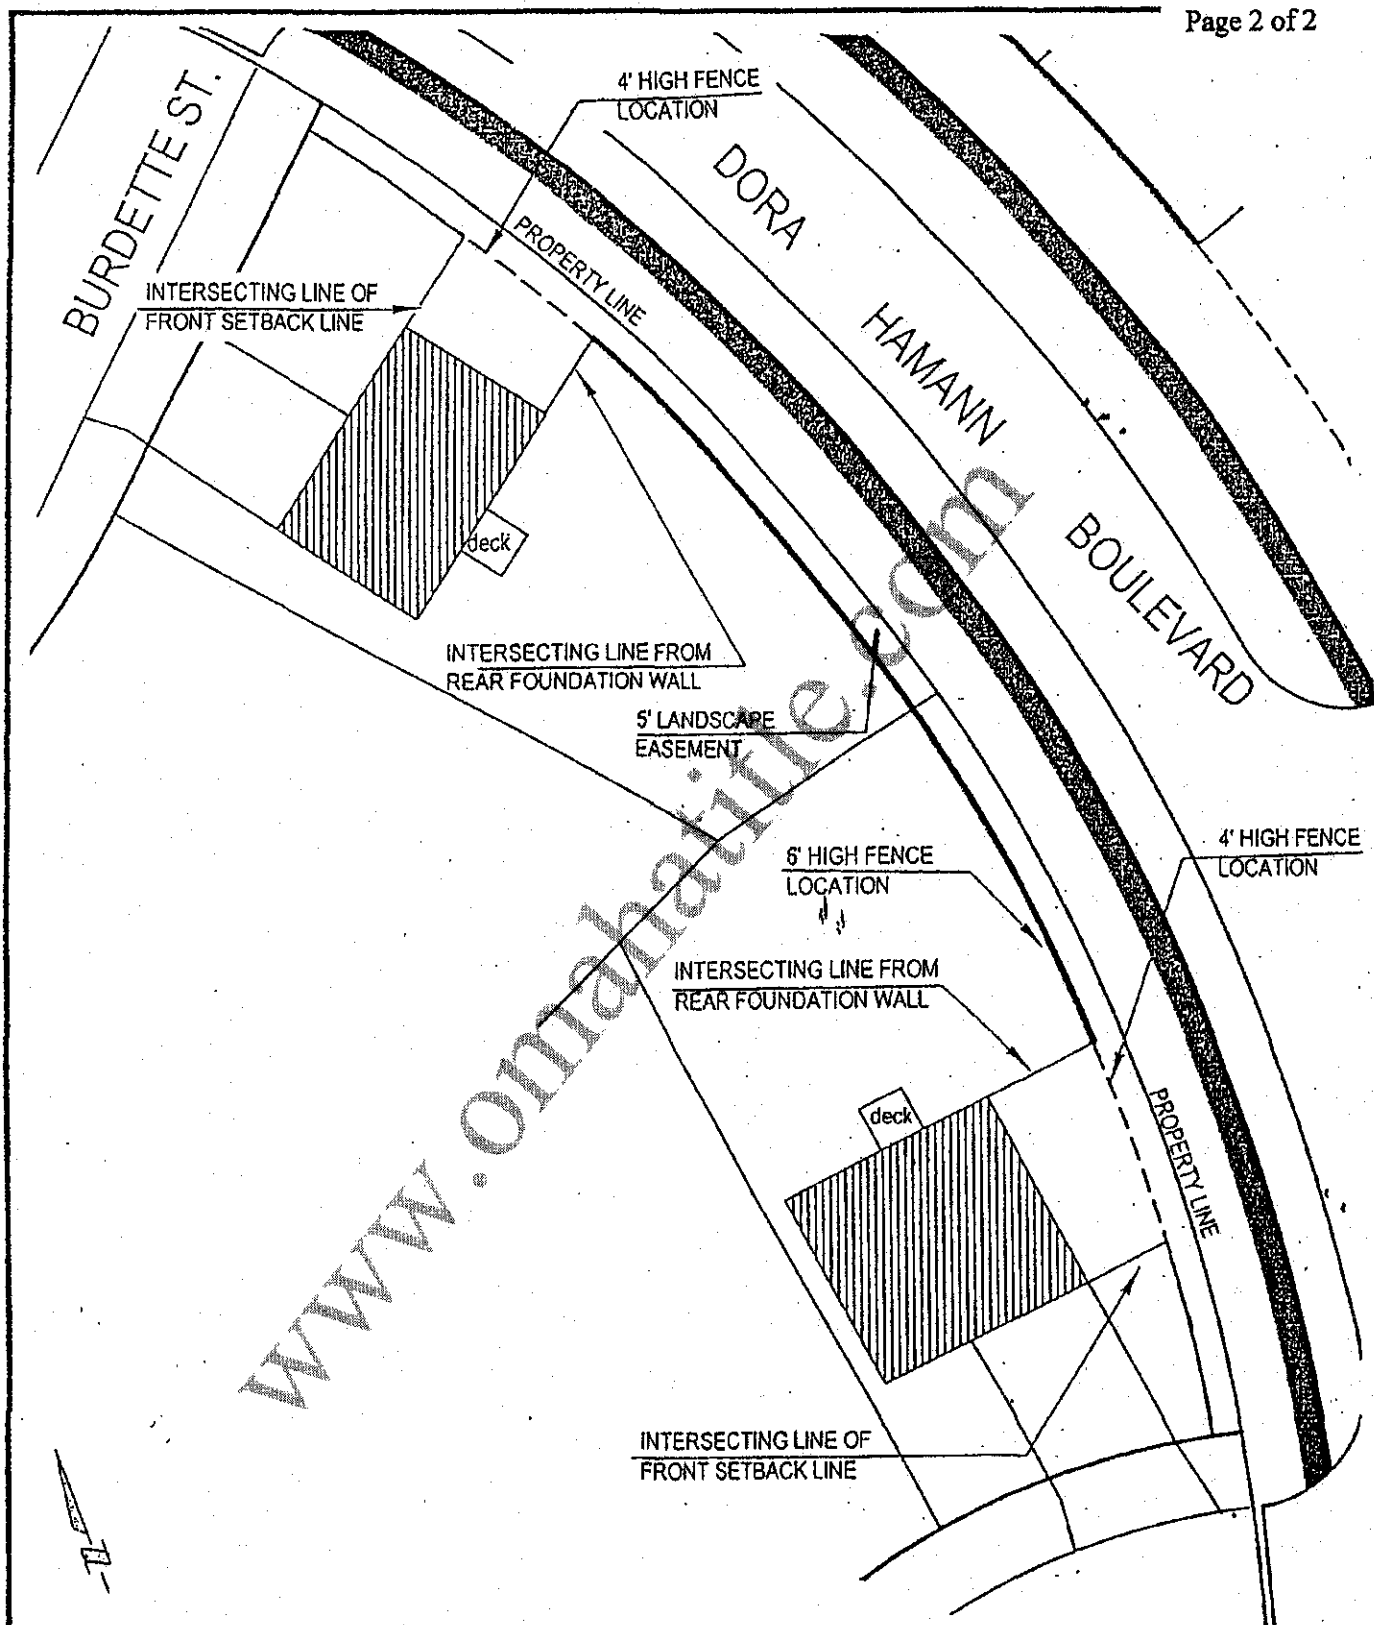 Page 2 of 2
4' HIGH FENCE
LOCATION
BURDETTE ST.
DORA
HAMANN
BOULEVARD
PROPERTY LINE
INTERSECTING LINE OF
FRONT SETBACK LINE
deck
INTERSECTING LINE FROM
REAR FOUNDATION WALL
5' LANDSCAPE
EASEMENT
6' HIGH FENCE
LOCATION
4' HIGH FENCE
LOCATION
INTERSECTING LINE FROM
REAR FOUNDATION WALL
deck
PROPERTY LINE
INTERSECTING LINE OF
FRONT SETBACK LINE
www.omahatitle.com